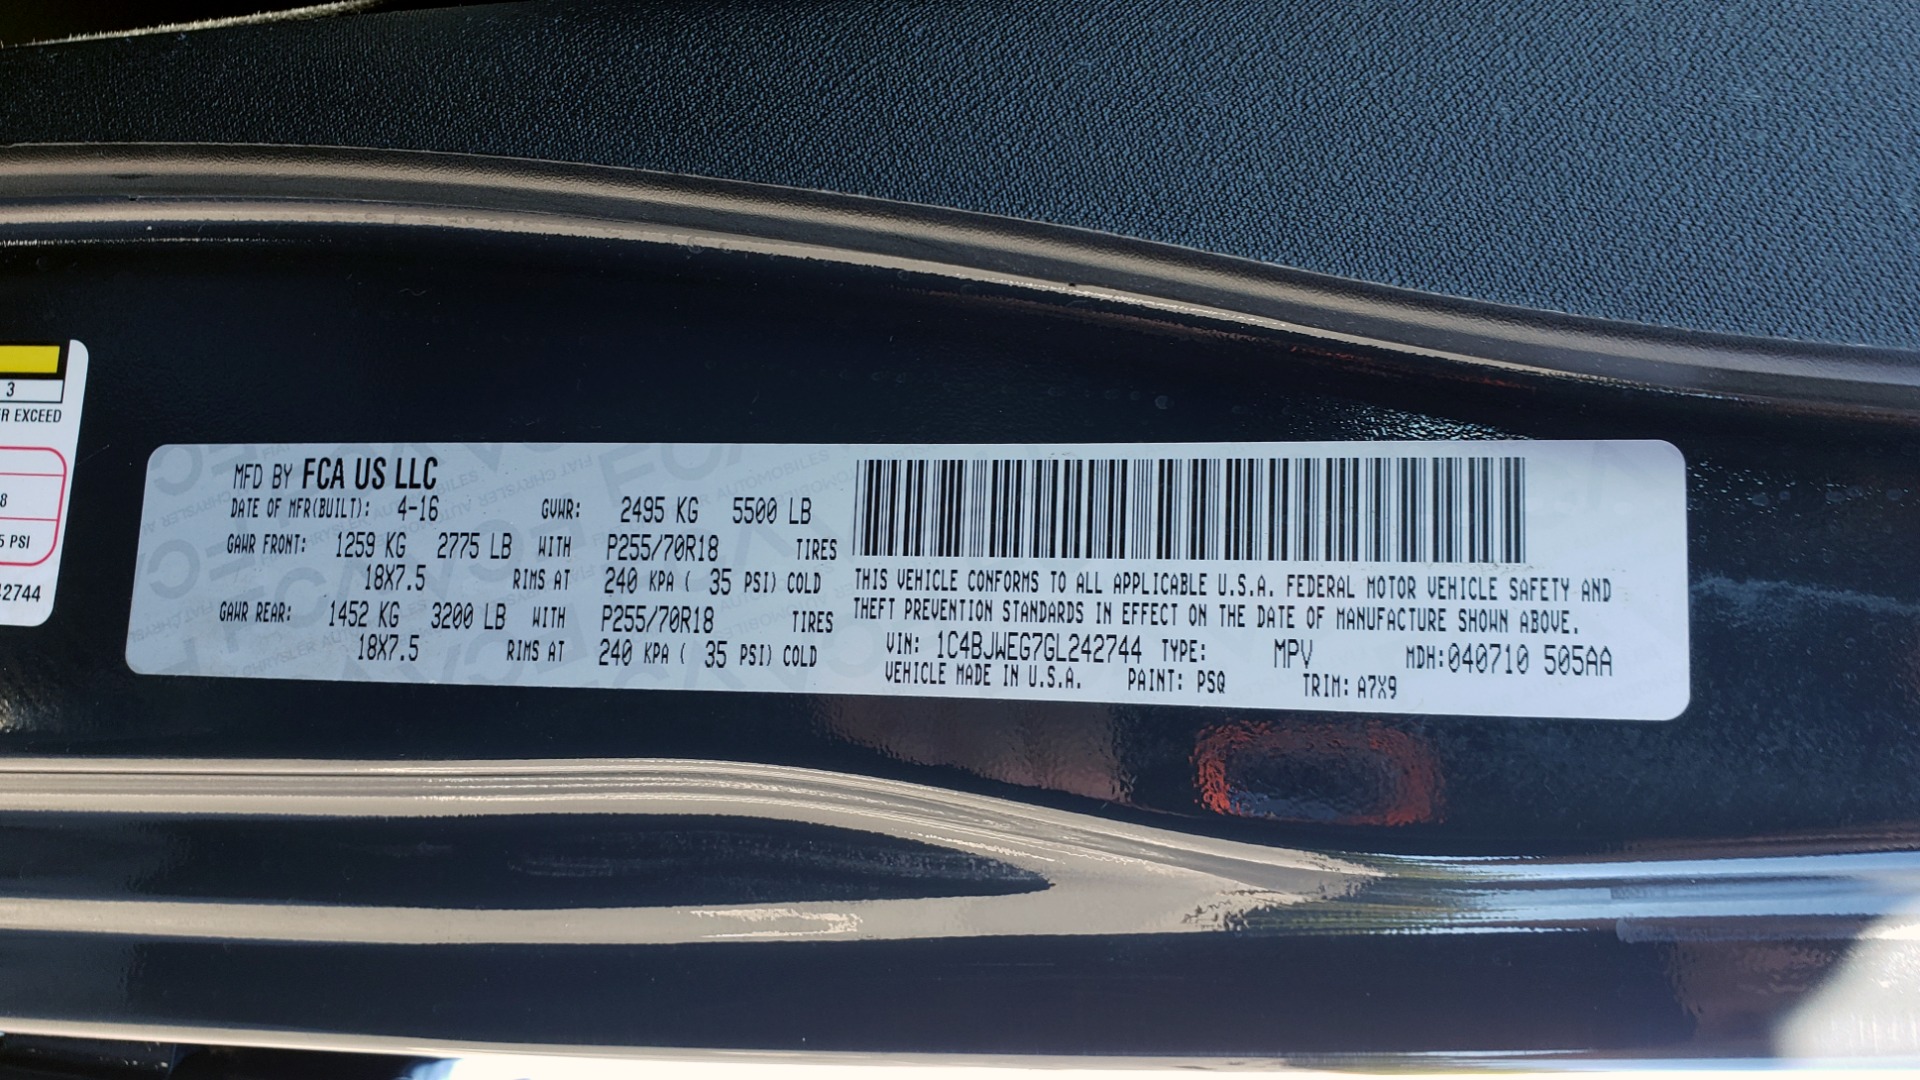 3
R EXCEED
8
5 PSI
42744
MFD BY FCA US LLC
DATE OF MFR(BUILT): 4-16 GVWR: 2495 KG 5500 LB
GAWR FRONT: 1259 KG 2775 LB WITH P255/70R18 TIRES
18X7.5 RIMS AT 240 KPA ( 35 PSI) COLD
GAWR REAR: 1452 KG 3200 LB WITH P255/70R18 TIRES
18X7.5 RIMS AT 240 KPA ( 35 PSI) COLD
THIS VEHICLE CONFORMS TO ALL APPLICABLE U.S.A. FEDERAL MOTOR VEHICLE SAFETY AND
THEFT PREVENTION STANDARDS IN EFFECT ON THE DATE OF MANUFACTURE SHOWN ABOVE.
VIN: 1C4BJWEG7GL242744 TYPE: MPV MDH:040710 505AA
VEHICLE MADE IN U.S.A. PAINT: PSQ TRIM: A7X9